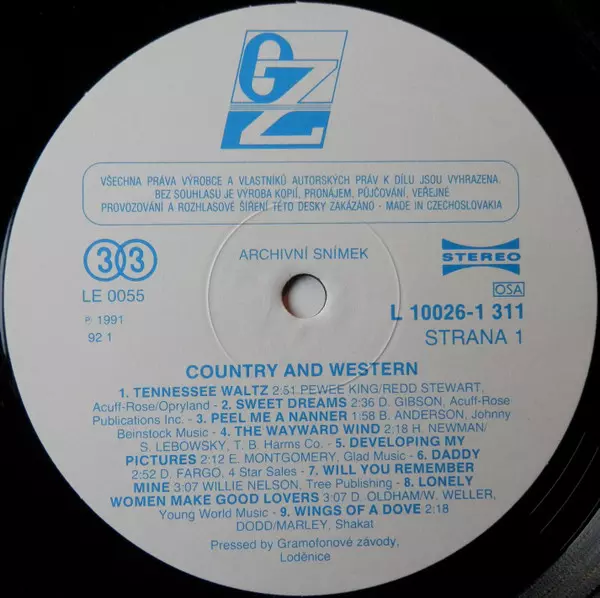 GZ
VŠECHNA PRÁVA VÝROBCE A VLASTNÍKŮ AUTORSKÝCH PRÁV K DÍLU JSOU VYHRAZENA.
BEZ SOUHLASU JE VÝROBA KOPIÍ, PRONÁJEM, PŮJČOVÁNÍ, VEŘEJNÉ
PROVOZOVÁNÍ A ROZHLASOVÉ ŠÍŘENÍ TÉTO DESKY ZAKÁZÁNO - MADE IN CZECHOSLOVAKIA
33
ARCHIVNÍ SNÍMEK
STEREO
LE 0055
OSA
L 10026-1 311
℗ 1991
STRANA 1
92 1
COUNTRY AND WESTERN
1. TENNESSEE WALTZ 2:51 PEWEE KING/REDD STEWART,
Acuff-Rose/Opryland - 2. SWEET DREAMS 2:36 D. GIBSON, Acuff-Rose
Publications Inc. - 3. PEEL ME A NANNER 1:58 B. ANDERSON, Johnny
Beinstock Music - 4. THE WAYWARD WIND 2:18 H. NEWMAN/
S. LEBOWSKY, T. B. Harms Co. - 5. DEVELOPING MY
PICTURES 2:12 E. MONTGOMERY, Glad Music - 6. DADDY
2:52 D. FARGO, 4 Star Sales - 7. WILL YOU REMEMBER
MINE 3:07 WILLIE NELSON, Tree Publishing - 8. LONELY
WOMEN MAKE GOOD LOVERS 3:07 D. OLDHAM/W. WELLER,
Young World Music - 9. WINGS OF A DOVE 2:18
DODD/MARLEY, Shakat
Pressed by Gramofonové závody,
Loděnice